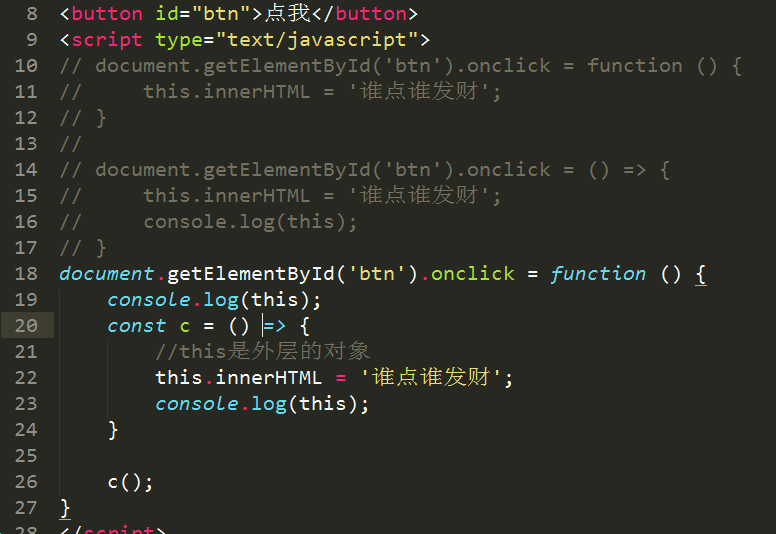 8 <button id="btn">点我</button>
9 <script type="text/javascript">
10 // document.getElementById('btn').onclick = function () {
11 //     this.innerHTML = '谁点谁发财';
12 // }
13 //
14 // document.getElementById('btn').onclick = () => {
15 //     this.innerHTML = '谁点谁发财';
16 //     console.log(this);
17 // }
18 document.getElementById('btn').onclick = function () {
19     console.log(this);
20     const c = () => {
21         //this是外层的对象
22         this.innerHTML = '谁点谁发财';
23         console.log(this);
24     }
25
26     c();
27 }
28 </script>